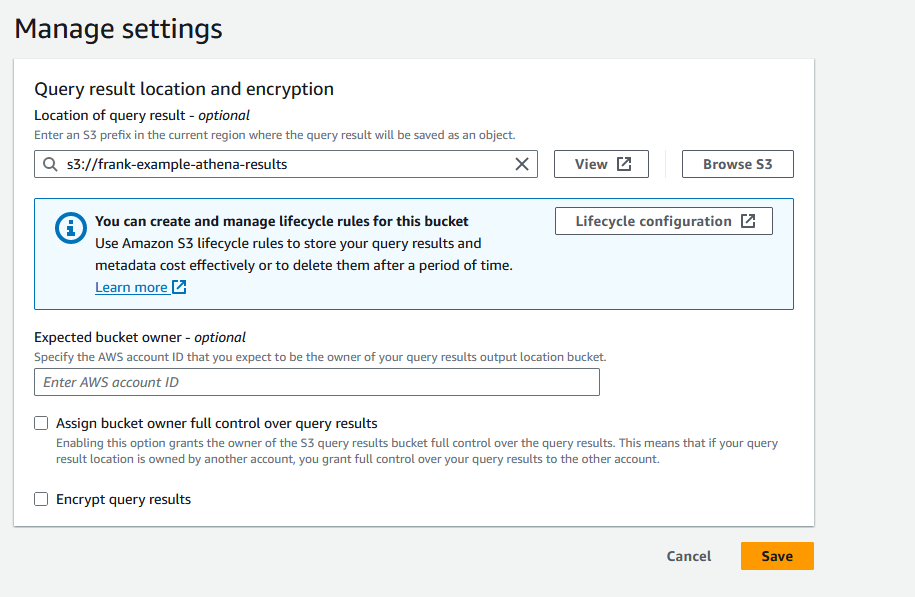 Manage settings
Query result location and encryption
Location of query result - optional
Enter an S3 prefix in the current region where the query result will be saved as an object.
s3://frank-example-athena-results
View
Browse S3
You can create and manage lifecycle rules for this bucket
Lifecycle configuration
Use Amazon S3 lifecycle rules to store your query results and
metadata cost effectively or to delete them after a period of time.
Learn more
Expected bucket owner - optional
Specify the AWS account ID that you expect to be the owner of your query results output location bucket.
Enter AWS account ID
Assign bucket owner full control over query results
Enabling this option grants the owner of the S3 query results bucket full control over the query results. This means that if your query
result location is owned by another account, you grant full control over your query results to the other account.
Encrypt query results
Cancel
Save